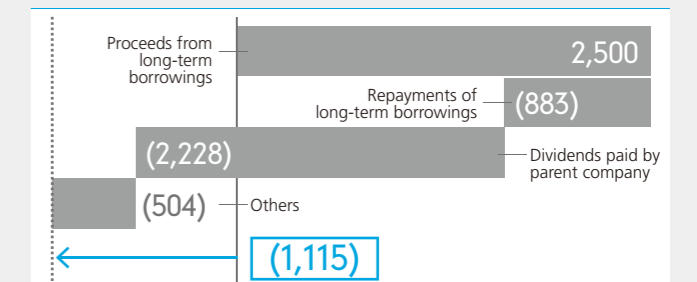 Proceeds from
long-term
borrowings
2,500
Repayments of
long-term borrowings
(883)
(2,228)
Dividends paid by
parent company
(504)
Others
(1,115)